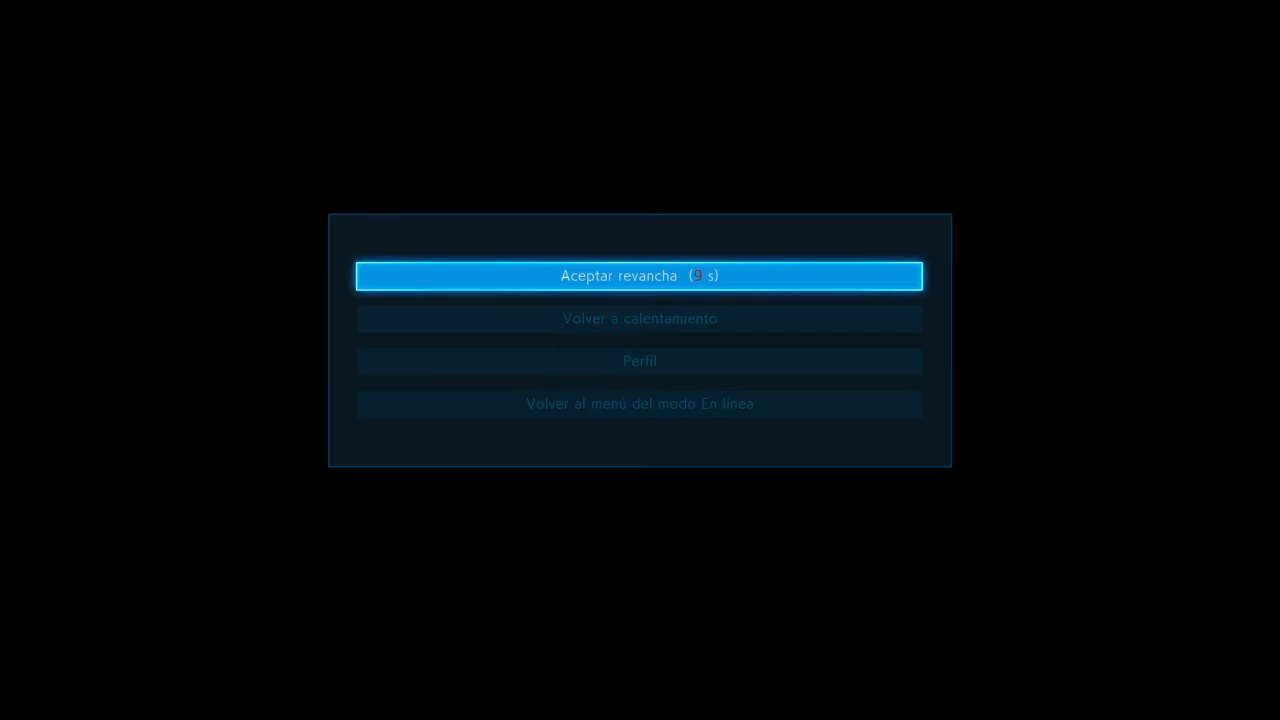 Aceptar revancha (9 s)
Volver a calentamiento
Perfil
Volver al menú del modo En línea